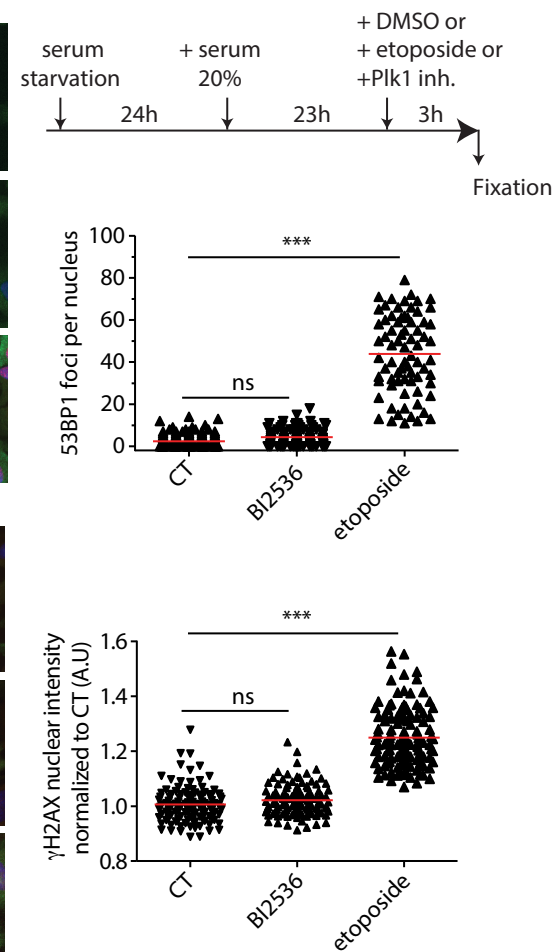 + DMSO or
serum + serum + etoposide or
starvation 20% +Plk1 inh.
24h 23h 3h
Fixation
53BP1 foci per nucleus
100
80
60
40
20
0
***
ns
CT BI2536 etoposide
γH2AX nuclear intensity
normalized to CT (A.U)
1.6
1.4
1.2
1.0
0.8
***
ns
CT BI2536 etoposide